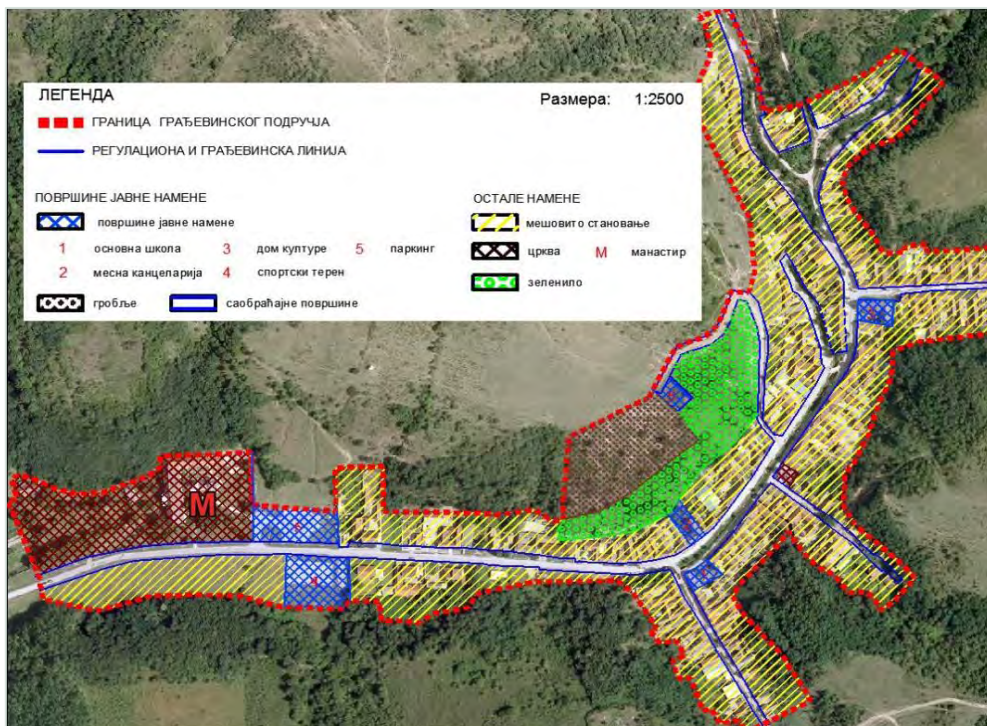 ЛЕГЕНДА
Размера: 1:2500
ГРАНИЦА ГРАЂЕВИНСКОГ ПОДРУЧЈА
РЕГУЛАЦИОНА И ГРАЂЕВИНСКА ЛИНИЈА
ПОВРШИНЕ ЈАВНЕ НАМЕНЕ
површине јавне намене
1 основна школа 3 дом културе 5 паркинг
2 месна канцеларија 4 спортски терен
гробље саобраћајне површине
ОСТАЛЕ НАМЕНЕ
мешовито становање
црква М манастир
зеленило
М
4